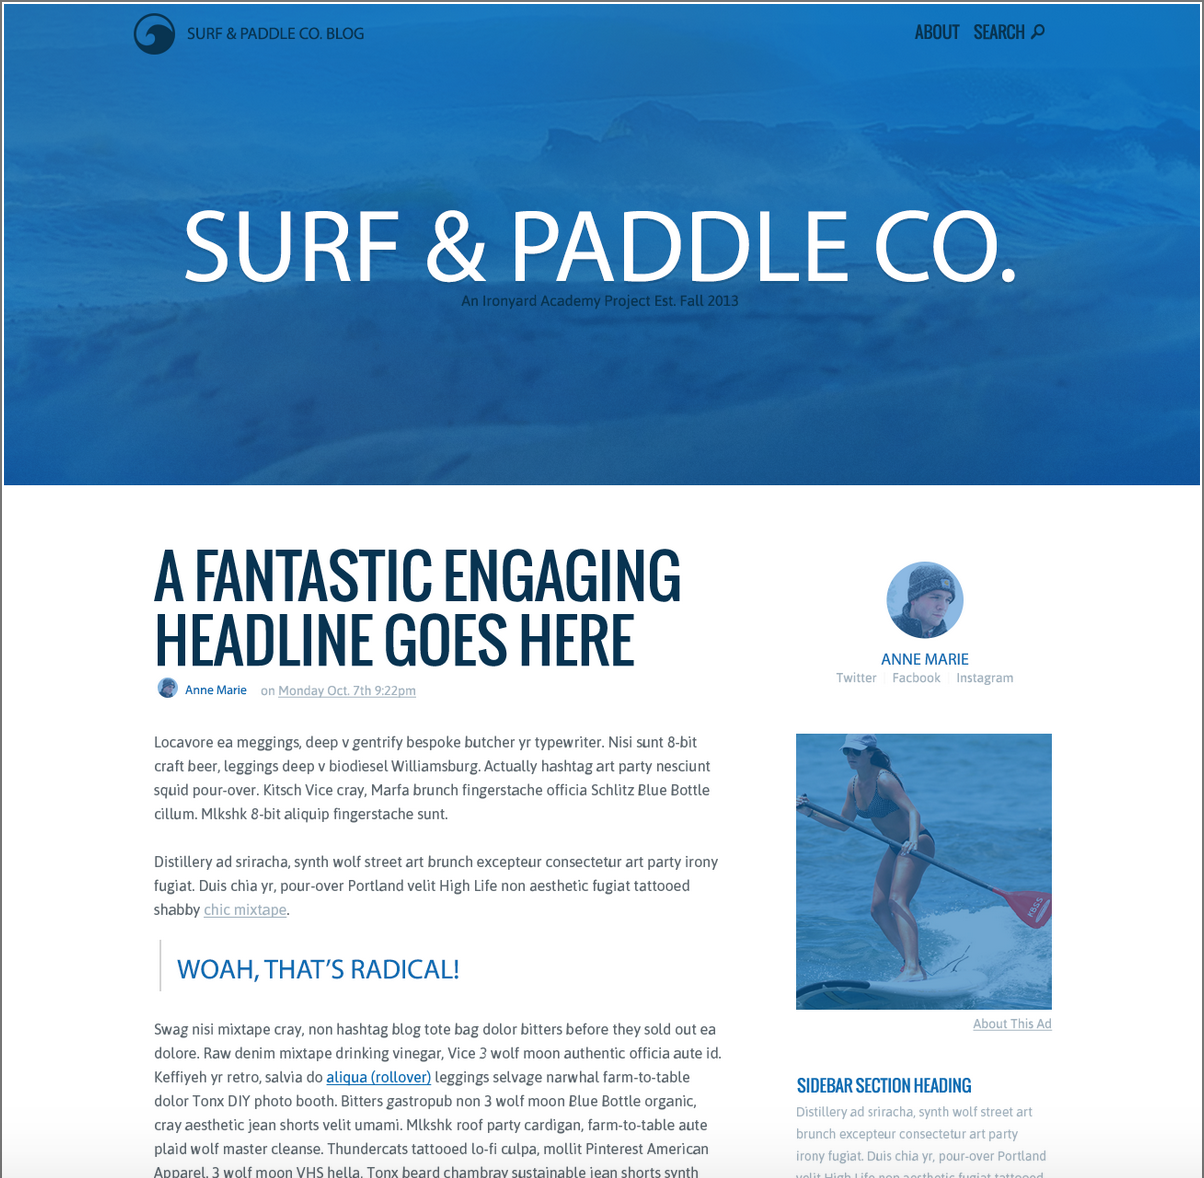 SURF & PADDLE CO. BLOG
ABOUT SEARCH
SURF & PADDLE CO.
An Ironyard Academy Project Est. Fall 2013
A FANTASTIC ENGAGING
HEADLINE GOES HERE
Anne Marie on Monday Oct. 7th 9:22pm
Locavore ea meggings, deep v gentrify bespoke butcher yr typewriter. Nisi sunt 8-bit
craft beer, leggings deep v biodiesel Williamsburg. Actually hashtag art party nesciunt
squid pour-over. Kitsch Vice cray, Marfa brunch fingerstache officia Schlitz Blue Bottle
cillum. Mlkshk 8-bit aliquip fingerstache sunt.
Distillery ad sriracha, synth wolf street art brunch excepteur consectetur art party irony
fugiat. Duis chia yr, pour-over Portland velit High Life non aesthetic fugiat tattooed
shabby chic mixtape.
WOAH, THAT'S RADICAL!
Swag nisi mixtape cray, non hashtag blog tote bag dolor bitters before they sold out ea
dolore. Raw denim mixtape drinking vinegar, Vice 3 wolf moon authentic officia aute id.
Keffiyeh yr retro, salvia do aliqua (rollover) leggings selvage narwhal farm-to-table
dolor Tonx DIY photo booth. Bitters gastropub non 3 wolf moon Blue Bottle organic,
cray aesthetic jean shorts velit umami. Mlkshk roof party cardigan, farm-to-table aute
plaid wolf master cleanse. Thundercats tattooed lo-fi culpa, mollit Pinterest American
Apparel. 3 wolf moon VHS hella. Tonx beard chambray sustainable jean shorts synth
ANNE MARIE
Twitter Facbook Instagram
KBSS
About This Ad
SIDEBAR SECTION HEADING
Distillery ad sriracha, synth wolf street art
brunch excepteur consectetur art party
irony fugiat. Duis chia yr, pour-over Portland
velit High Life non aesthetic fugiat tattooed